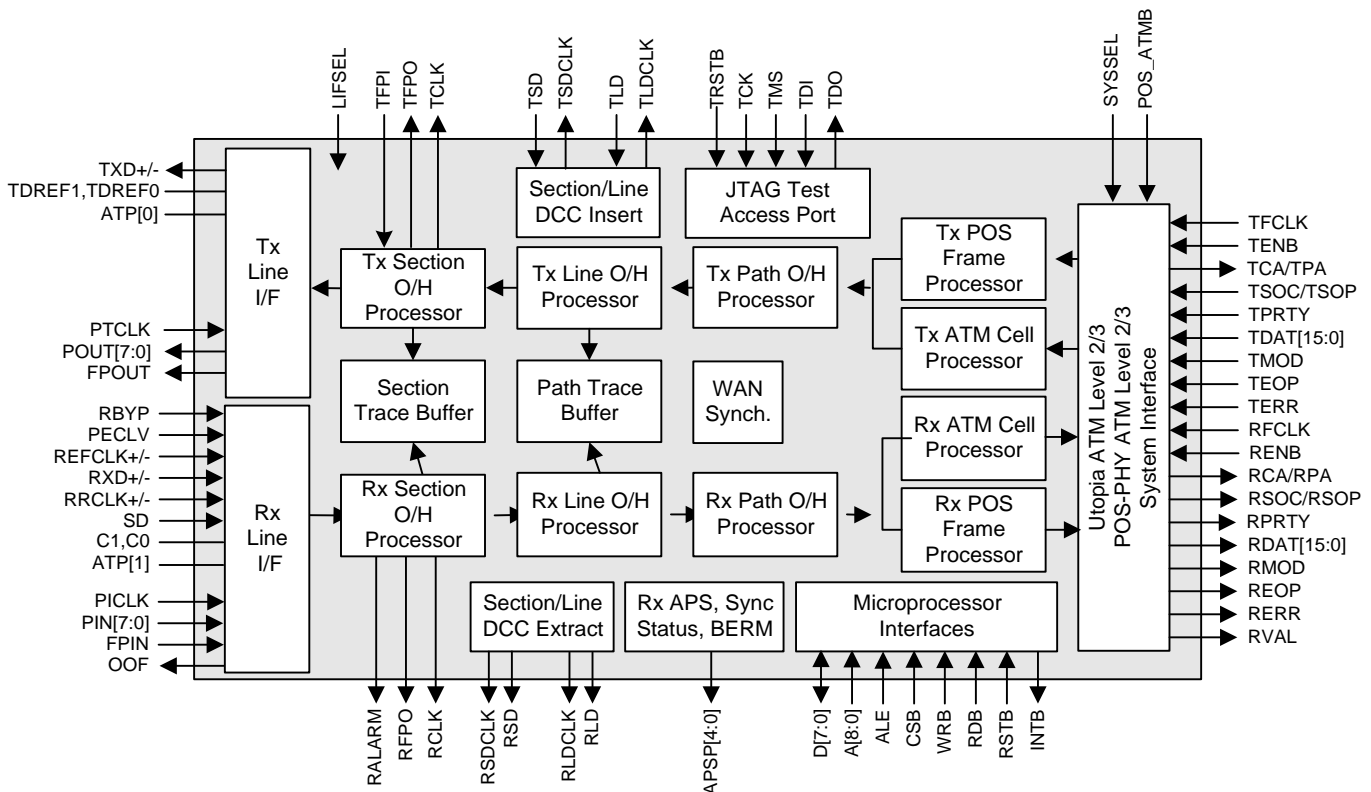 LIFSEL
TFPI
TFPO
TCLK
TSD
TSDCLK
TLD
TLDCLK
TRSTB
TCK
TMS
TDI
TDO
SYSSEL
POS_ATMB
TXD+/-
TDREF1,TDREF0
ATP[0]
PTCLK
POUT[7:0]
FPOUT
RBYP
PECLV
REFCLK+/-
RXD+/-
RRCLK+/-
SD
C1,C0
ATP[1]
PICLK
PIN[7:0]
FPIN
OOF
Tx
Line
I/F
Rx
Line
I/F
Section/Line
DCC Insert
JTAG Test
Access Port
Tx Section
O/H
Processor
Tx Line O/H
Processor
Tx Path O/H
Processor
Tx POS
Frame
Processor
Tx ATM Cell
Processor
Section
Trace Buffer
Path Trace
Buffer
WAN
Synch.
Rx ATM Cell
Processor
Rx Section
O/H
Processor
Rx Line O/H
Processor
Rx Path O/H
Processor
Rx POS
Frame
Processor
Section/Line
DCC Extract
Rx APS, Sync
Status, BERM
Microprocessor
Interfaces
Utopia ATM Level 2/3
POS-PHY ATM Level 2/3
System Interface
TFCLK
TENB
TCA/TPA
TSOC/TSOP
TPRTY
TDAT[15:0]
TMOD
TEOP
TERR
RFCLK
RENB
RCA/RPA
RSOC/RSOP
RPRTY
RDAT[15:0]
RMOD
REOP
RERR
RVAL
RALARM
RFPO
RCLK
RSDCLK
RSD
RLDCLK
RLD
APSP[4:0]
D[7:0]
A[8:0]
ALE
CSB
WRB
RDB
RSTB
INTB